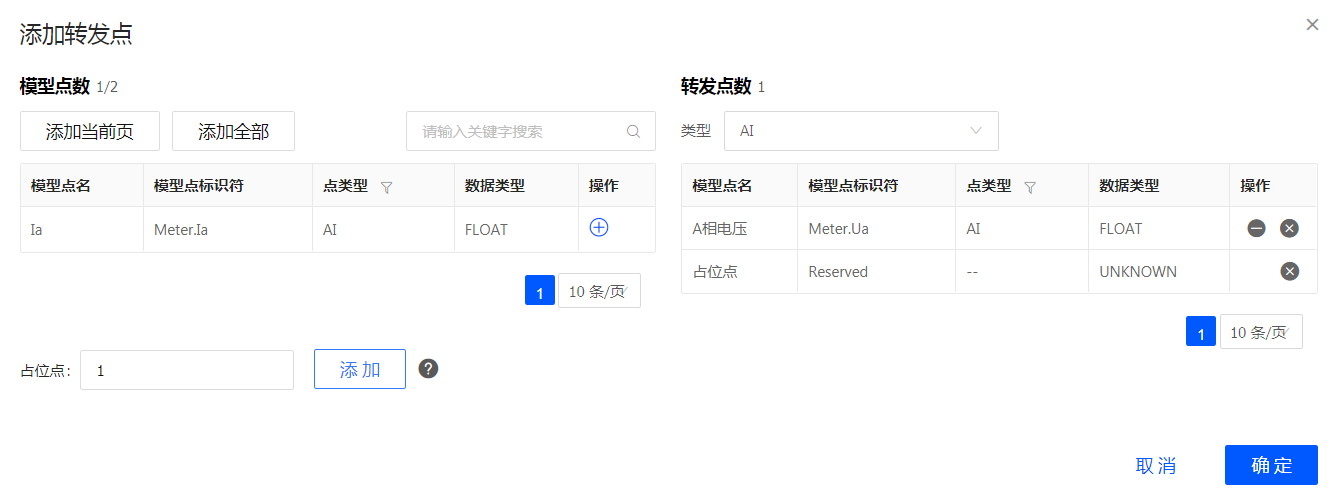 添加转发点
模型点数 1/2
添加当前页 添加全部 请输入关键字搜索
模型点名 模型点标识符 点类型 数据类型 操作
Ia Meter.Ia AI FLOAT
1 10 条/页
占位点: 1 添 加 ?
转发点数 1
类型 AI
模型点名 模型点标识符 点类型 数据类型 操作
A相电压 Meter.Ua AI FLOAT
占位点 Reserved -- UNKNOWN
1 10 条/页
取 消 确 定